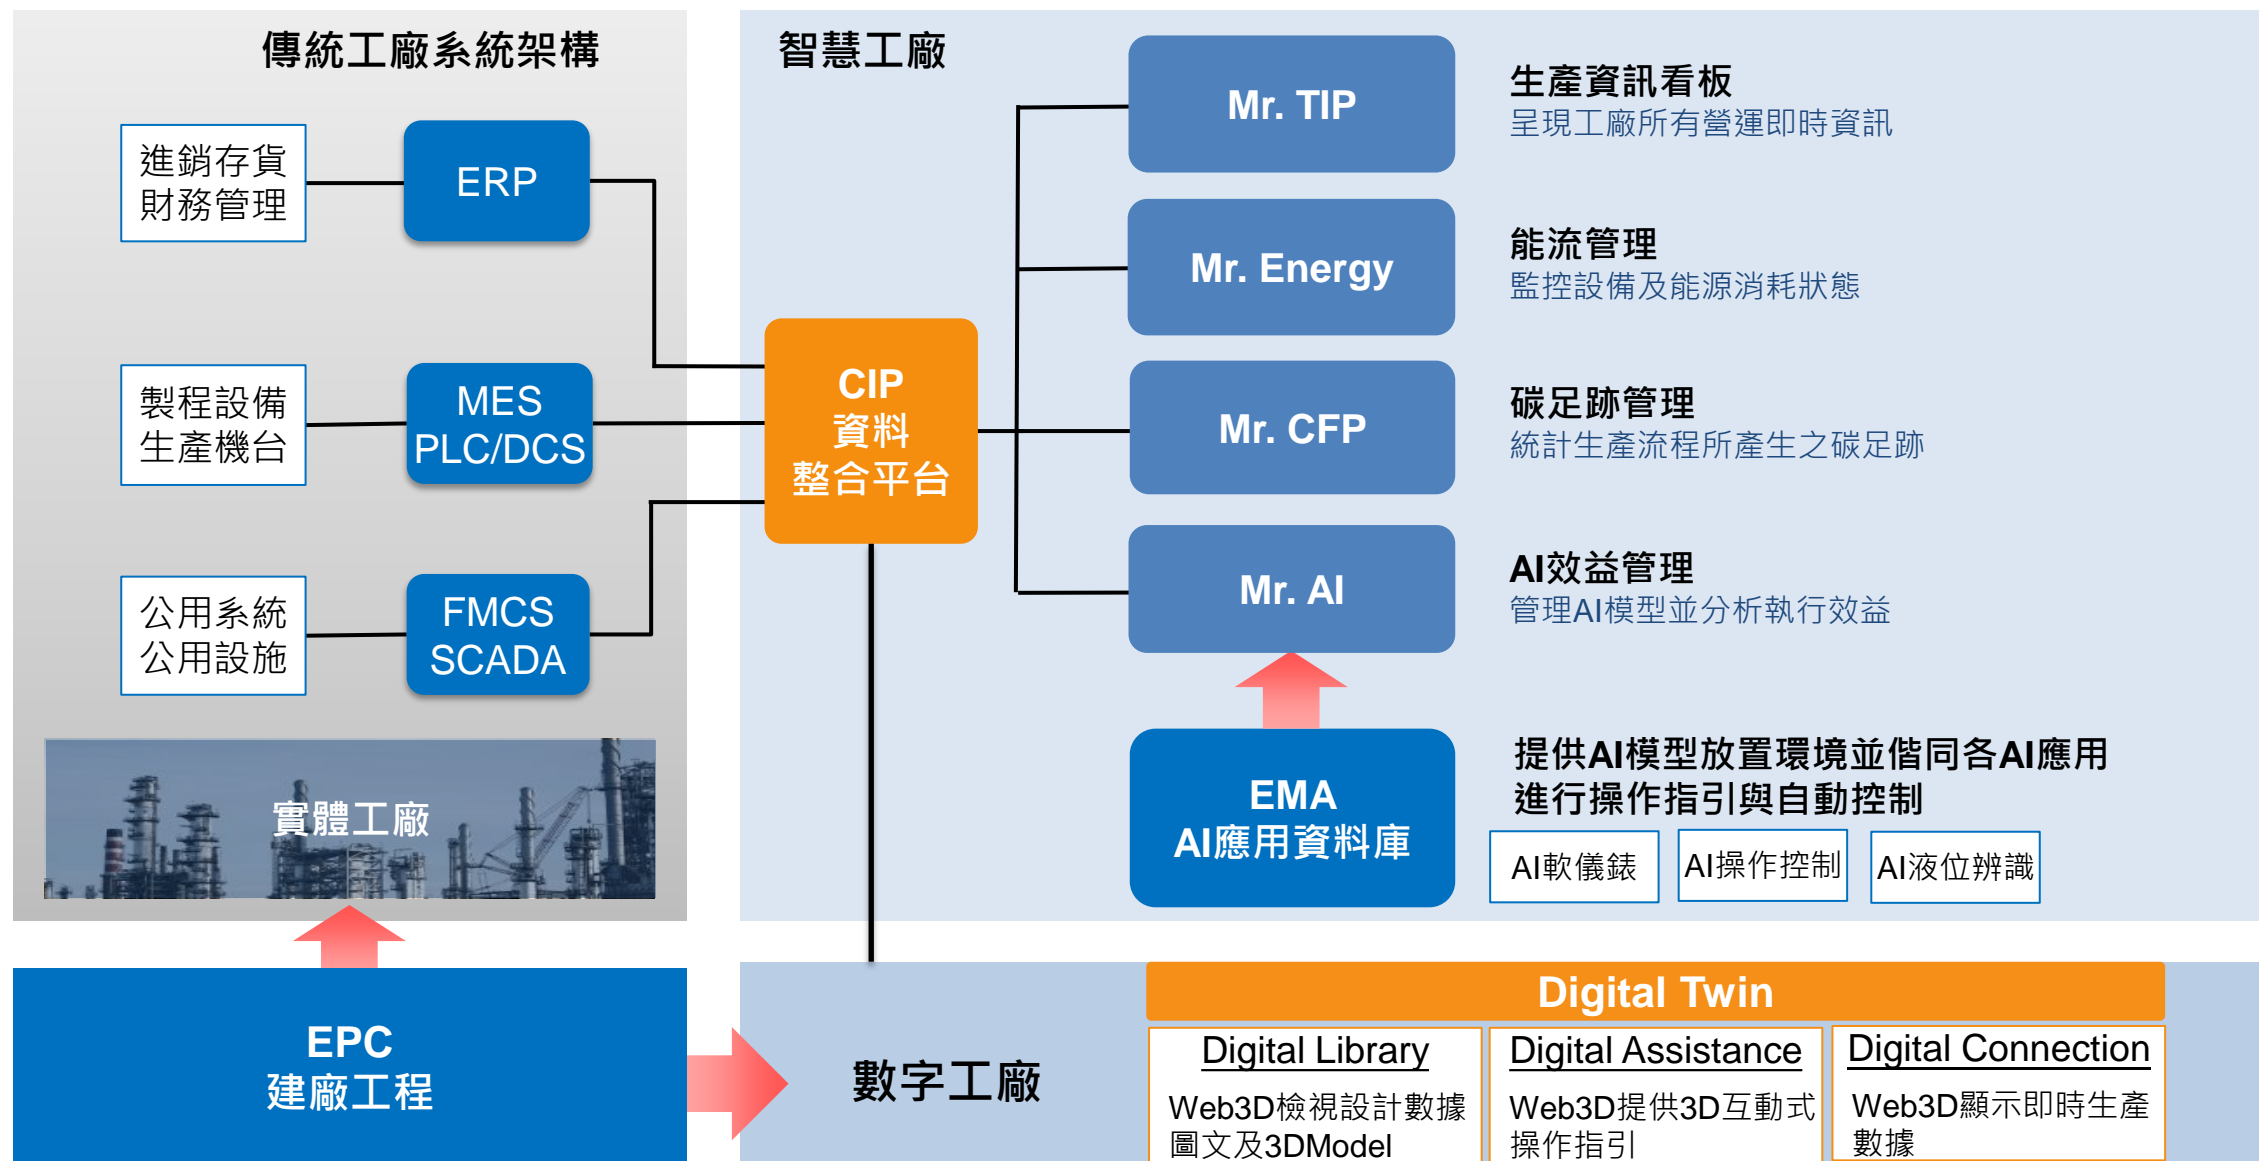 傳統工廠系統架構
進銷存貨
財務管理
ERP
製程設備
生產機台
MES
PLC/DCS
公用系統
公用設施
FMCS
SCADA
實體工廠
EPC
建廠工程
智慧工廠
CIP
資料
整合平台
Mr. TIP
生產資訊看板
呈現工廠所有營運即時資訊
Mr. Energy
能流管理
監控設備及能源消耗狀態
Mr. CFP
碳足跡管理
統計生產流程所產生之碳足跡
Mr. AI
AI效益管理
管理AI模型並分析執行效益
EMA
AI應用資料庫
提供AI模型放置環境並偕同各AI應用
進行操作指引與自動控制
AI軟儀錶
AI操作控制
AI液位辨識
數字工廠
Digital Twin
Digital Library
Web3D檢視設計數據
圖文及3DModel
Digital Assistance
Web3D提供3D互動式
操作指引
Digital Connection
Web3D顯示即時生產
數據